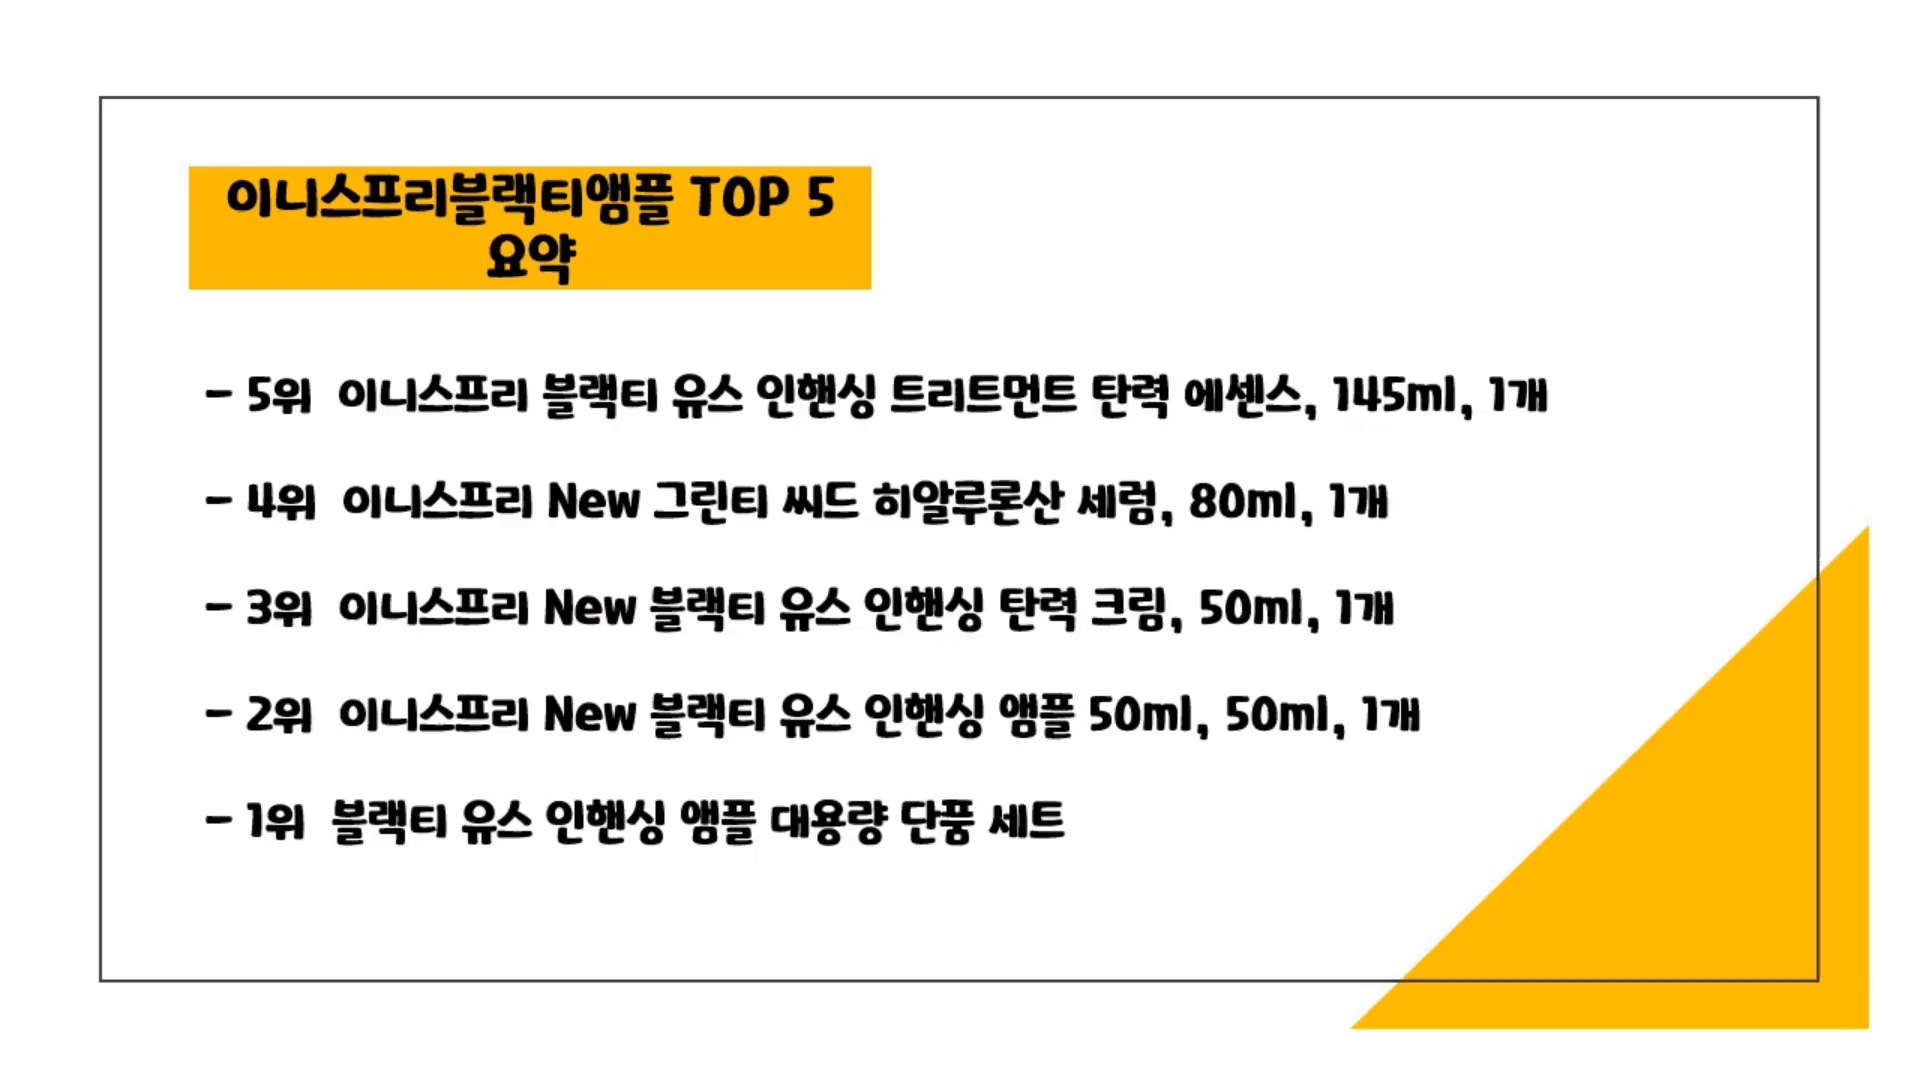 이니스프리블랙티앰플 TOP 5
요약
- 5위 이니스프리 블랙티 유스 인핸싱 트리트먼트 탄력 에센스, 145ml, 1개
- 4위 이니스프리 New 그린티 씨드 히알루론산 세럼, 80ml, 1개
- 3위 이니스프리 New 블랙티 유스 인핸싱 탄력 크림, 50ml, 1개
- 2위 이니스프리 New 블랙티 유스 인핸싱 앰플 50ml, 50ml, 1개
- 1위 블랙티 유스 인핸싱 앰플 대용량 단품 세트